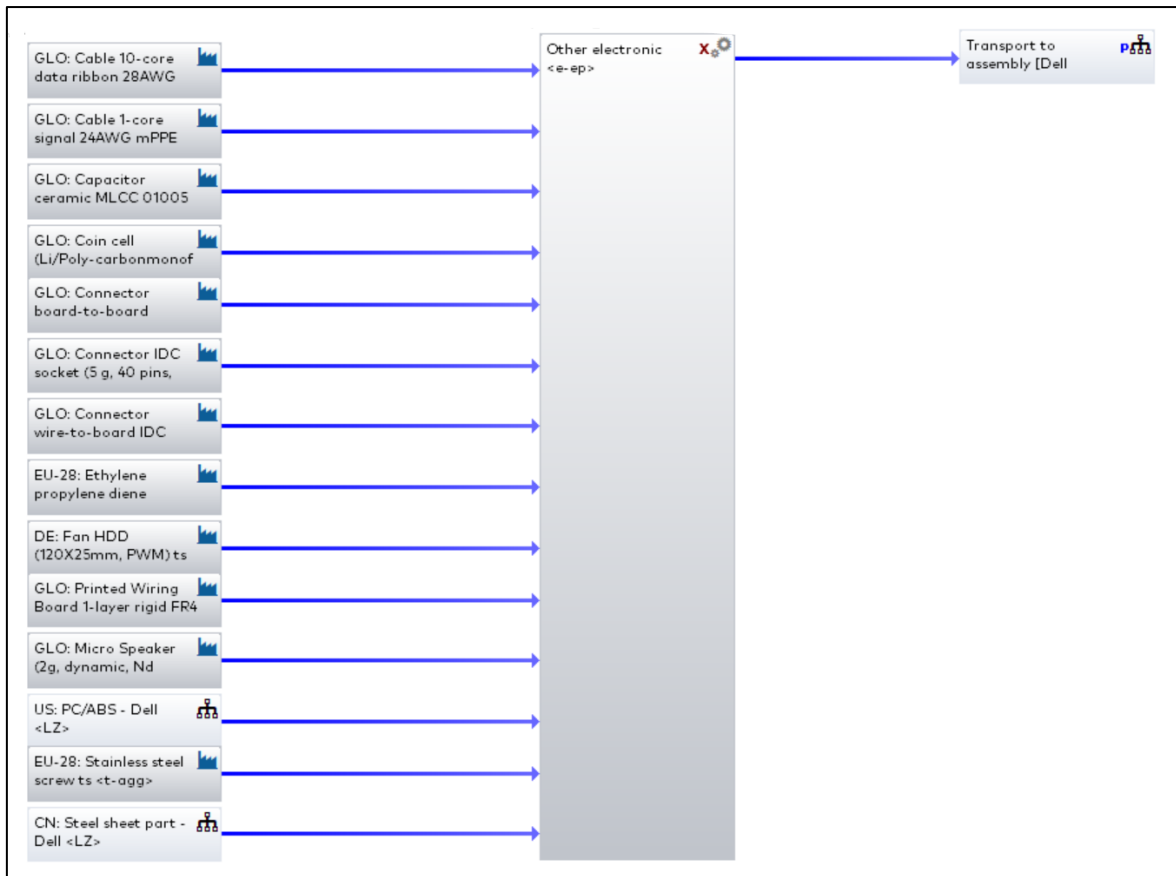 GLO: Cable 10-core
data ribbon 28AWG
GLO: Cable 1-core
signal 24AWG mPPE
GLO: Capacitor
ceramic MLCC 01005
GLO: Coin cell
(Li/Poly-carbonmonof
GLO: Connector
board-to-board
GLO: Connector IDC
socket (5 g, 40 pins,
GLO: Connector
wire-to-board IDC
EU-28: Ethylene
propylene diene
DE: Fan HDD
(120X25mm, PWM) ts
GLO: Printed Wiring
Board 1-layer rigid FR4
GLO: Micro Speaker
(2g, dynamic, Nd
US: PC/ABS - Dell
<LZ>
EU-28: Stainless steel
screw ts <t-agg>
CN: Steel sheet part -
Dell <LZ>
Other electronic X
<e-ep>
Transport to p
assembly [Dell